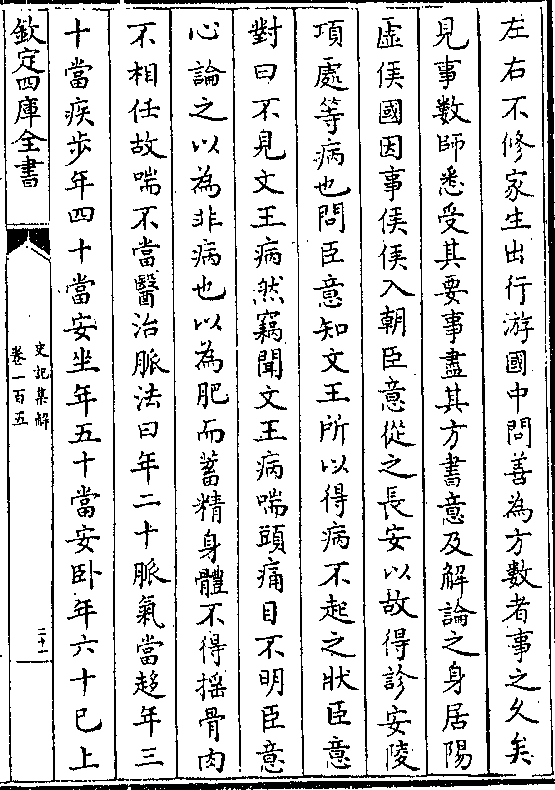 左右不修家生出行游國中問善為方數者事之久矣
見事數師悉受其要事盡其方書意及解論之身居陽
虛侯國因事侯侯入朝臣意從之長安以故得診安陵
項處等病也問臣意知文王所以得病不起之狀臣意
對曰不見文王病然竊聞文王病喘頭痛目不明臣意
心論之以為非病也以為肥而蓄精身體不得揺骨肉
不相任故喘不當醫治脈法曰年二十脈氣當趍年三
十當疾步年四十當安坐年五十當安卧年六十已上
欽定四庫全書
史記集解
卷一百五
二十一